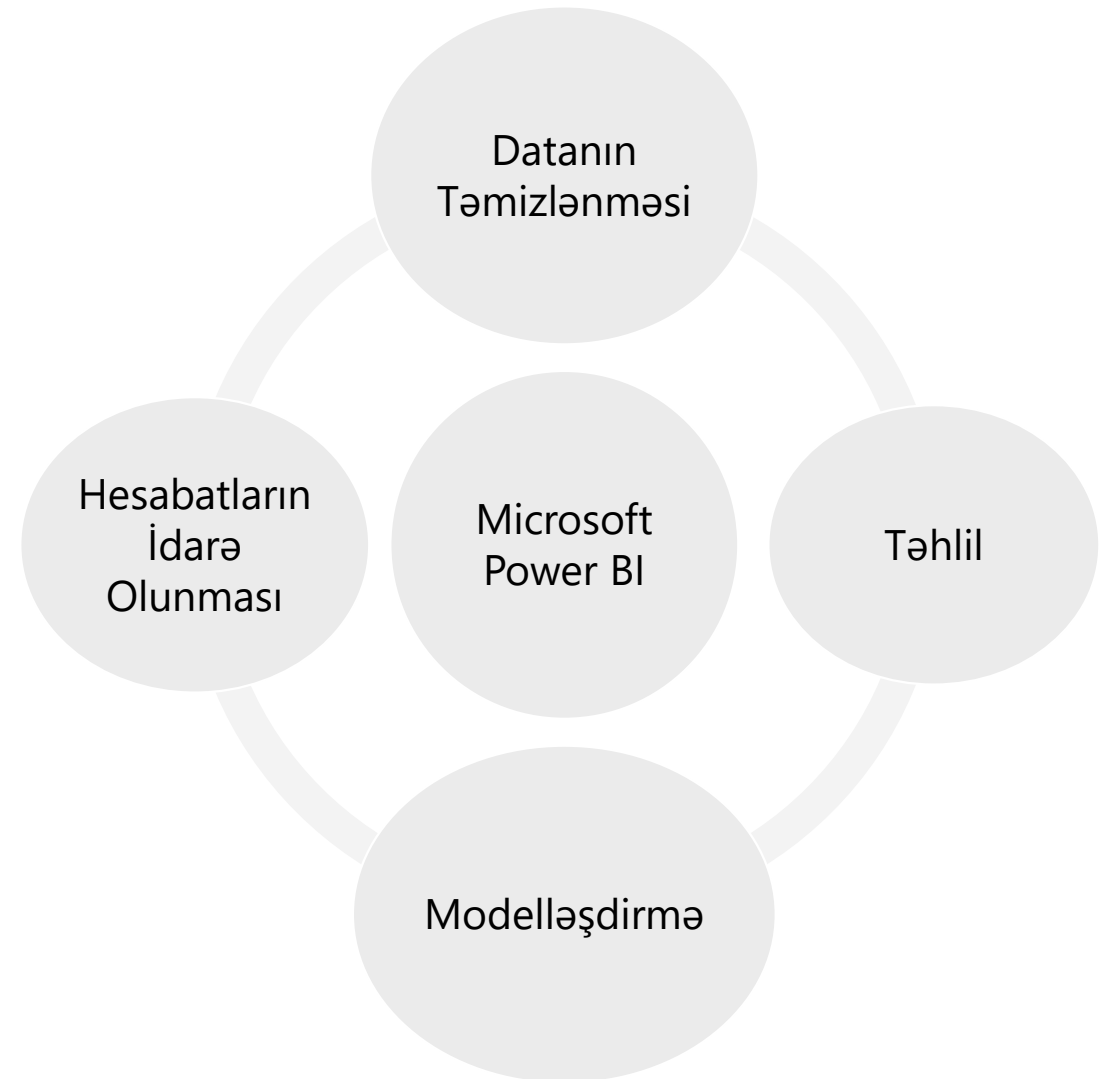 Datanın
Təmizlənməsi
Hesabatların
İdarə
Olunması
Microsoft
Power BI
Təhlil
Modelləşdirmə